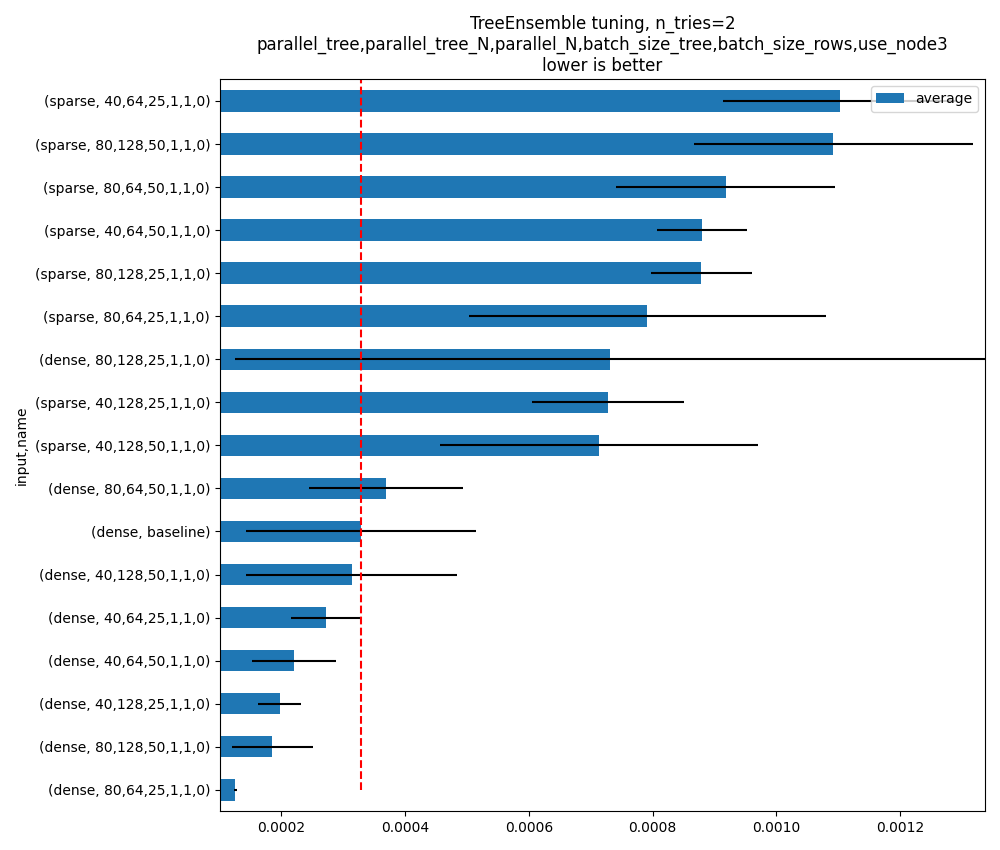 TreeEnsemble tuning, n_tries=2
parallel_tree,parallel_tree_N,parallel_N,batch_size_tree,batch_size_rows,use_node3
lower is better
average
input,name
(sparse, 40,64,25,1,1,0)
(sparse, 80,128,50,1,1,0)
(sparse, 80,64,50,1,1,0)
(sparse, 40,64,50,1,1,0)
(sparse, 80,128,25,1,1,0)
(sparse, 80,64,25,1,1,0)
(dense, 80,128,25,1,1,0)
(sparse, 40,128,25,1,1,0)
(sparse, 40,128,50,1,1,0)
(dense, 80,64,50,1,1,0)
(dense, baseline)
(dense, 40,128,50,1,1,0)
(dense, 40,64,25,1,1,0)
(dense, 40,64,50,1,1,0)
(dense, 40,128,25,1,1,0)
(dense, 80,128,50,1,1,0)
(dense, 80,64,25,1,1,0)
0.0002 0.0004 0.0006 0.0008 0.0010 0.0012